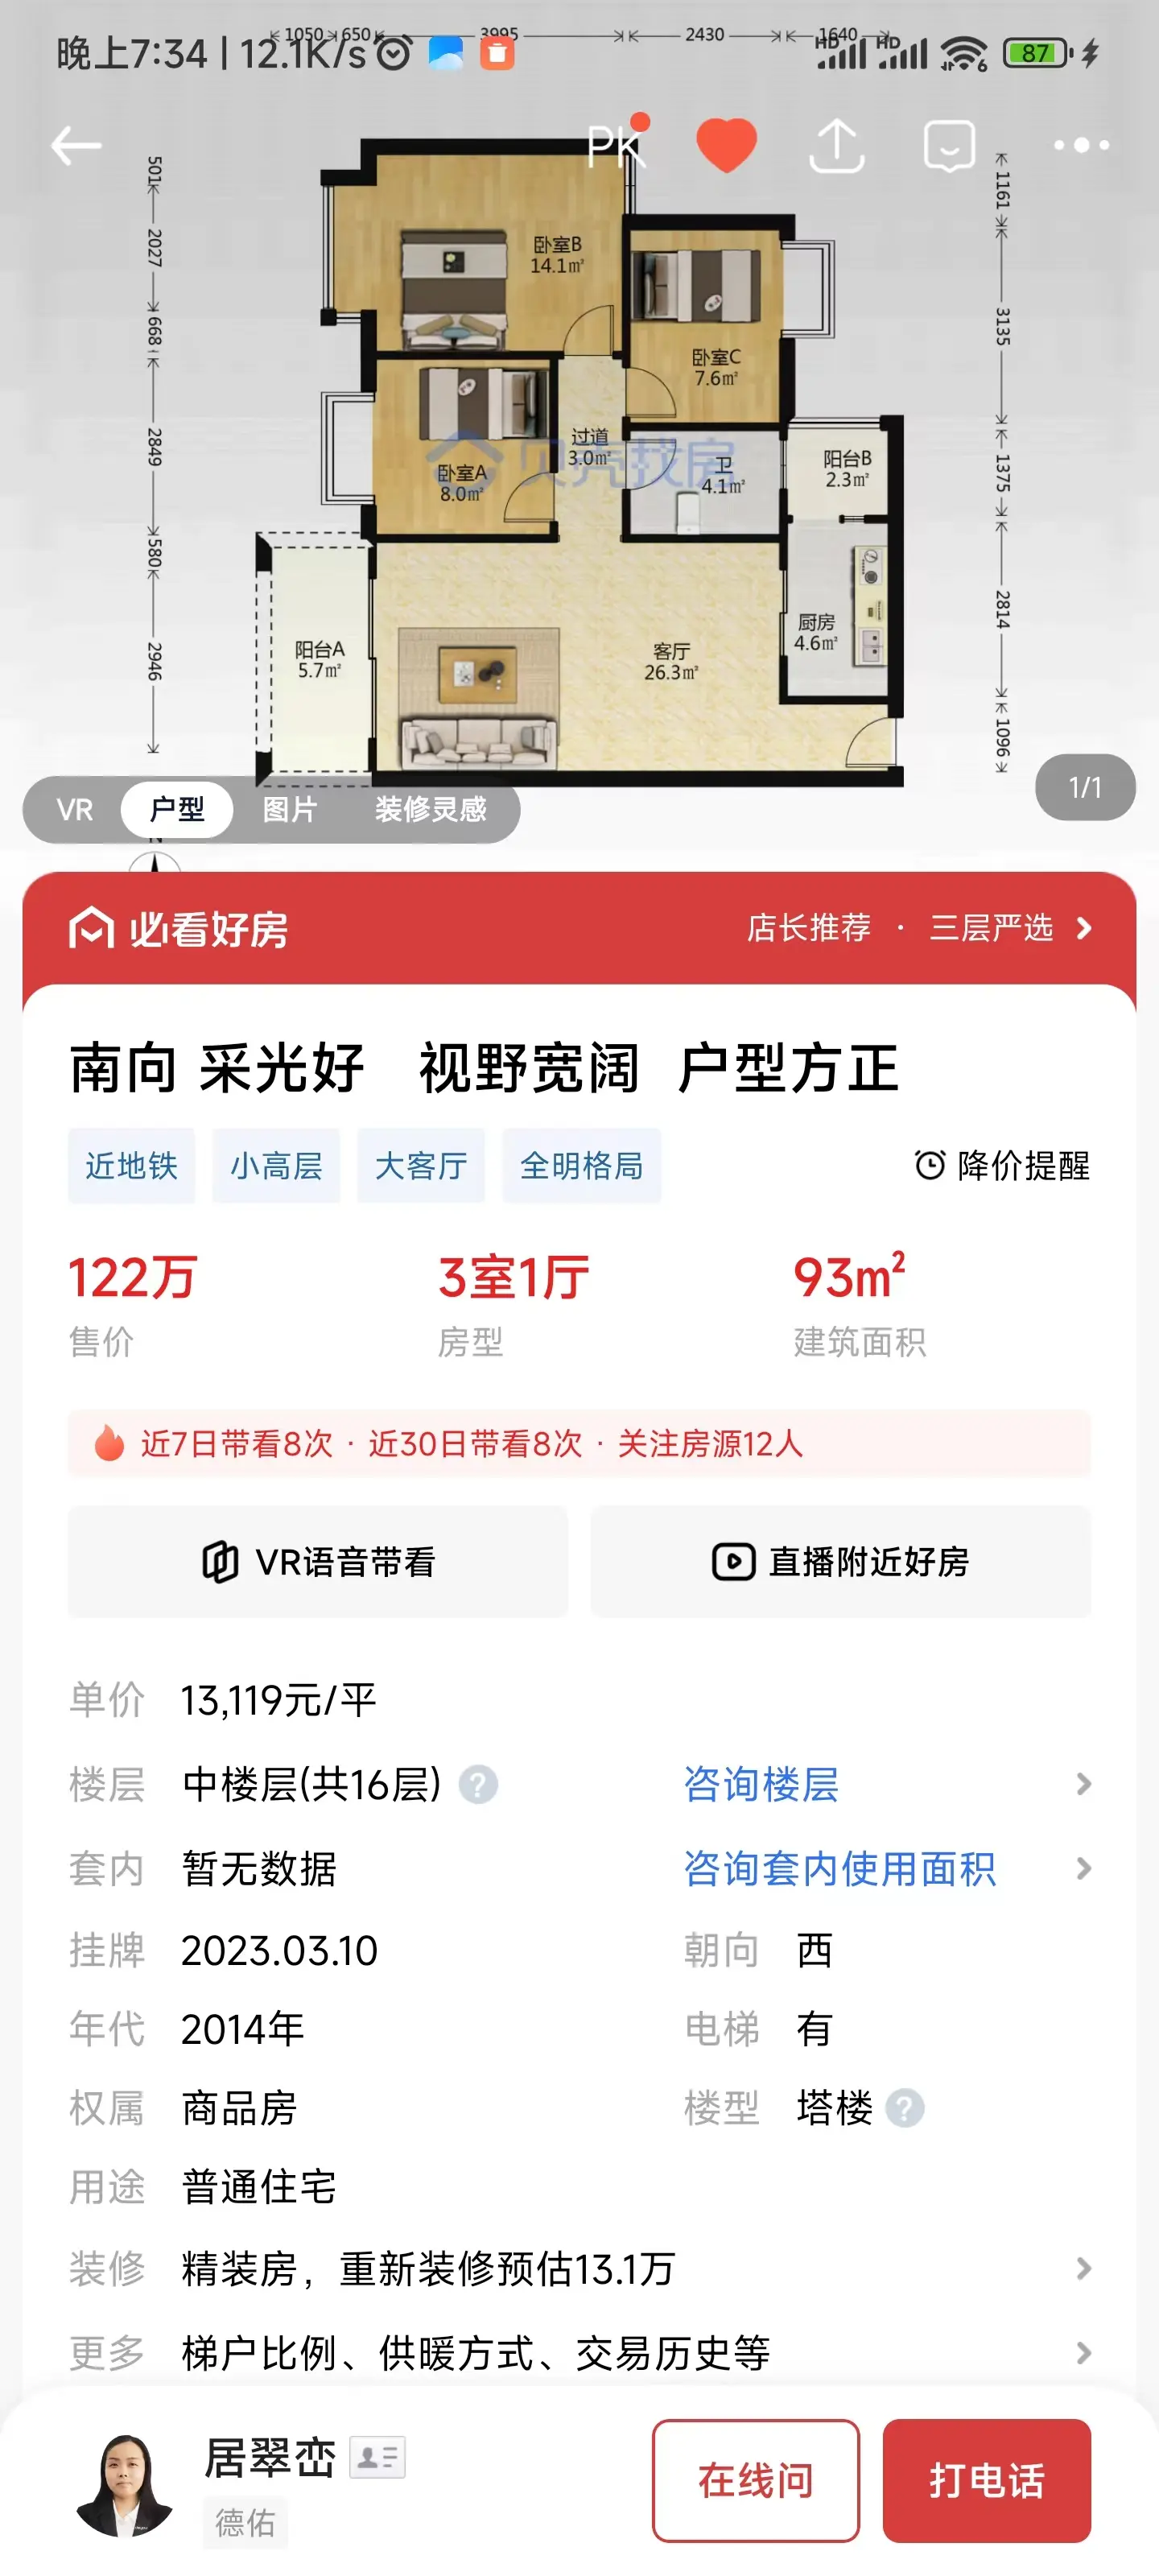 1050 650 3995 2430 1640
晚上7:34 | 12.1K/s HD HD 6 87
PK
501
2027
668
2849
580
2946
1161
3135
1375
2814
1096
卧室B
14.1㎡
卧室C
7.6㎡
过道
3.0㎡
卧室A
8.0㎡
卫
4.1㎡
阳台B
2.3㎡
贝壳找房
厨房
4.6㎡
阳台A
5.7㎡
客厅
26.3㎡
VR 户型 图片 装修灵感
1/1
必看好房 店长推荐 · 三层严选
南向 采光好 视野宽阔 户型方正
近地铁 小高层 大客厅 全明格局 降价提醒
122万 3室1厅 93m²
售价 房型 建筑面积
近7日带看8次 · 近30日带看8次 · 关注房源12人
VR语音带看 直播附近好房
单价 13,119元/平
楼层 中楼层(共16层) ? 咨询楼层
套内 暂无数据 咨询套内使用面积
挂牌 2023.03.10 朝向 西
年代 2014年 电梯 有
权属 商品房 楼型 塔楼 ?
用途 普通住宅
装修 精装房，重新装修预估13.1万
更多 梯户比例、供暖方式、交易历史等
居翠峦 在线问 打电话
德佑